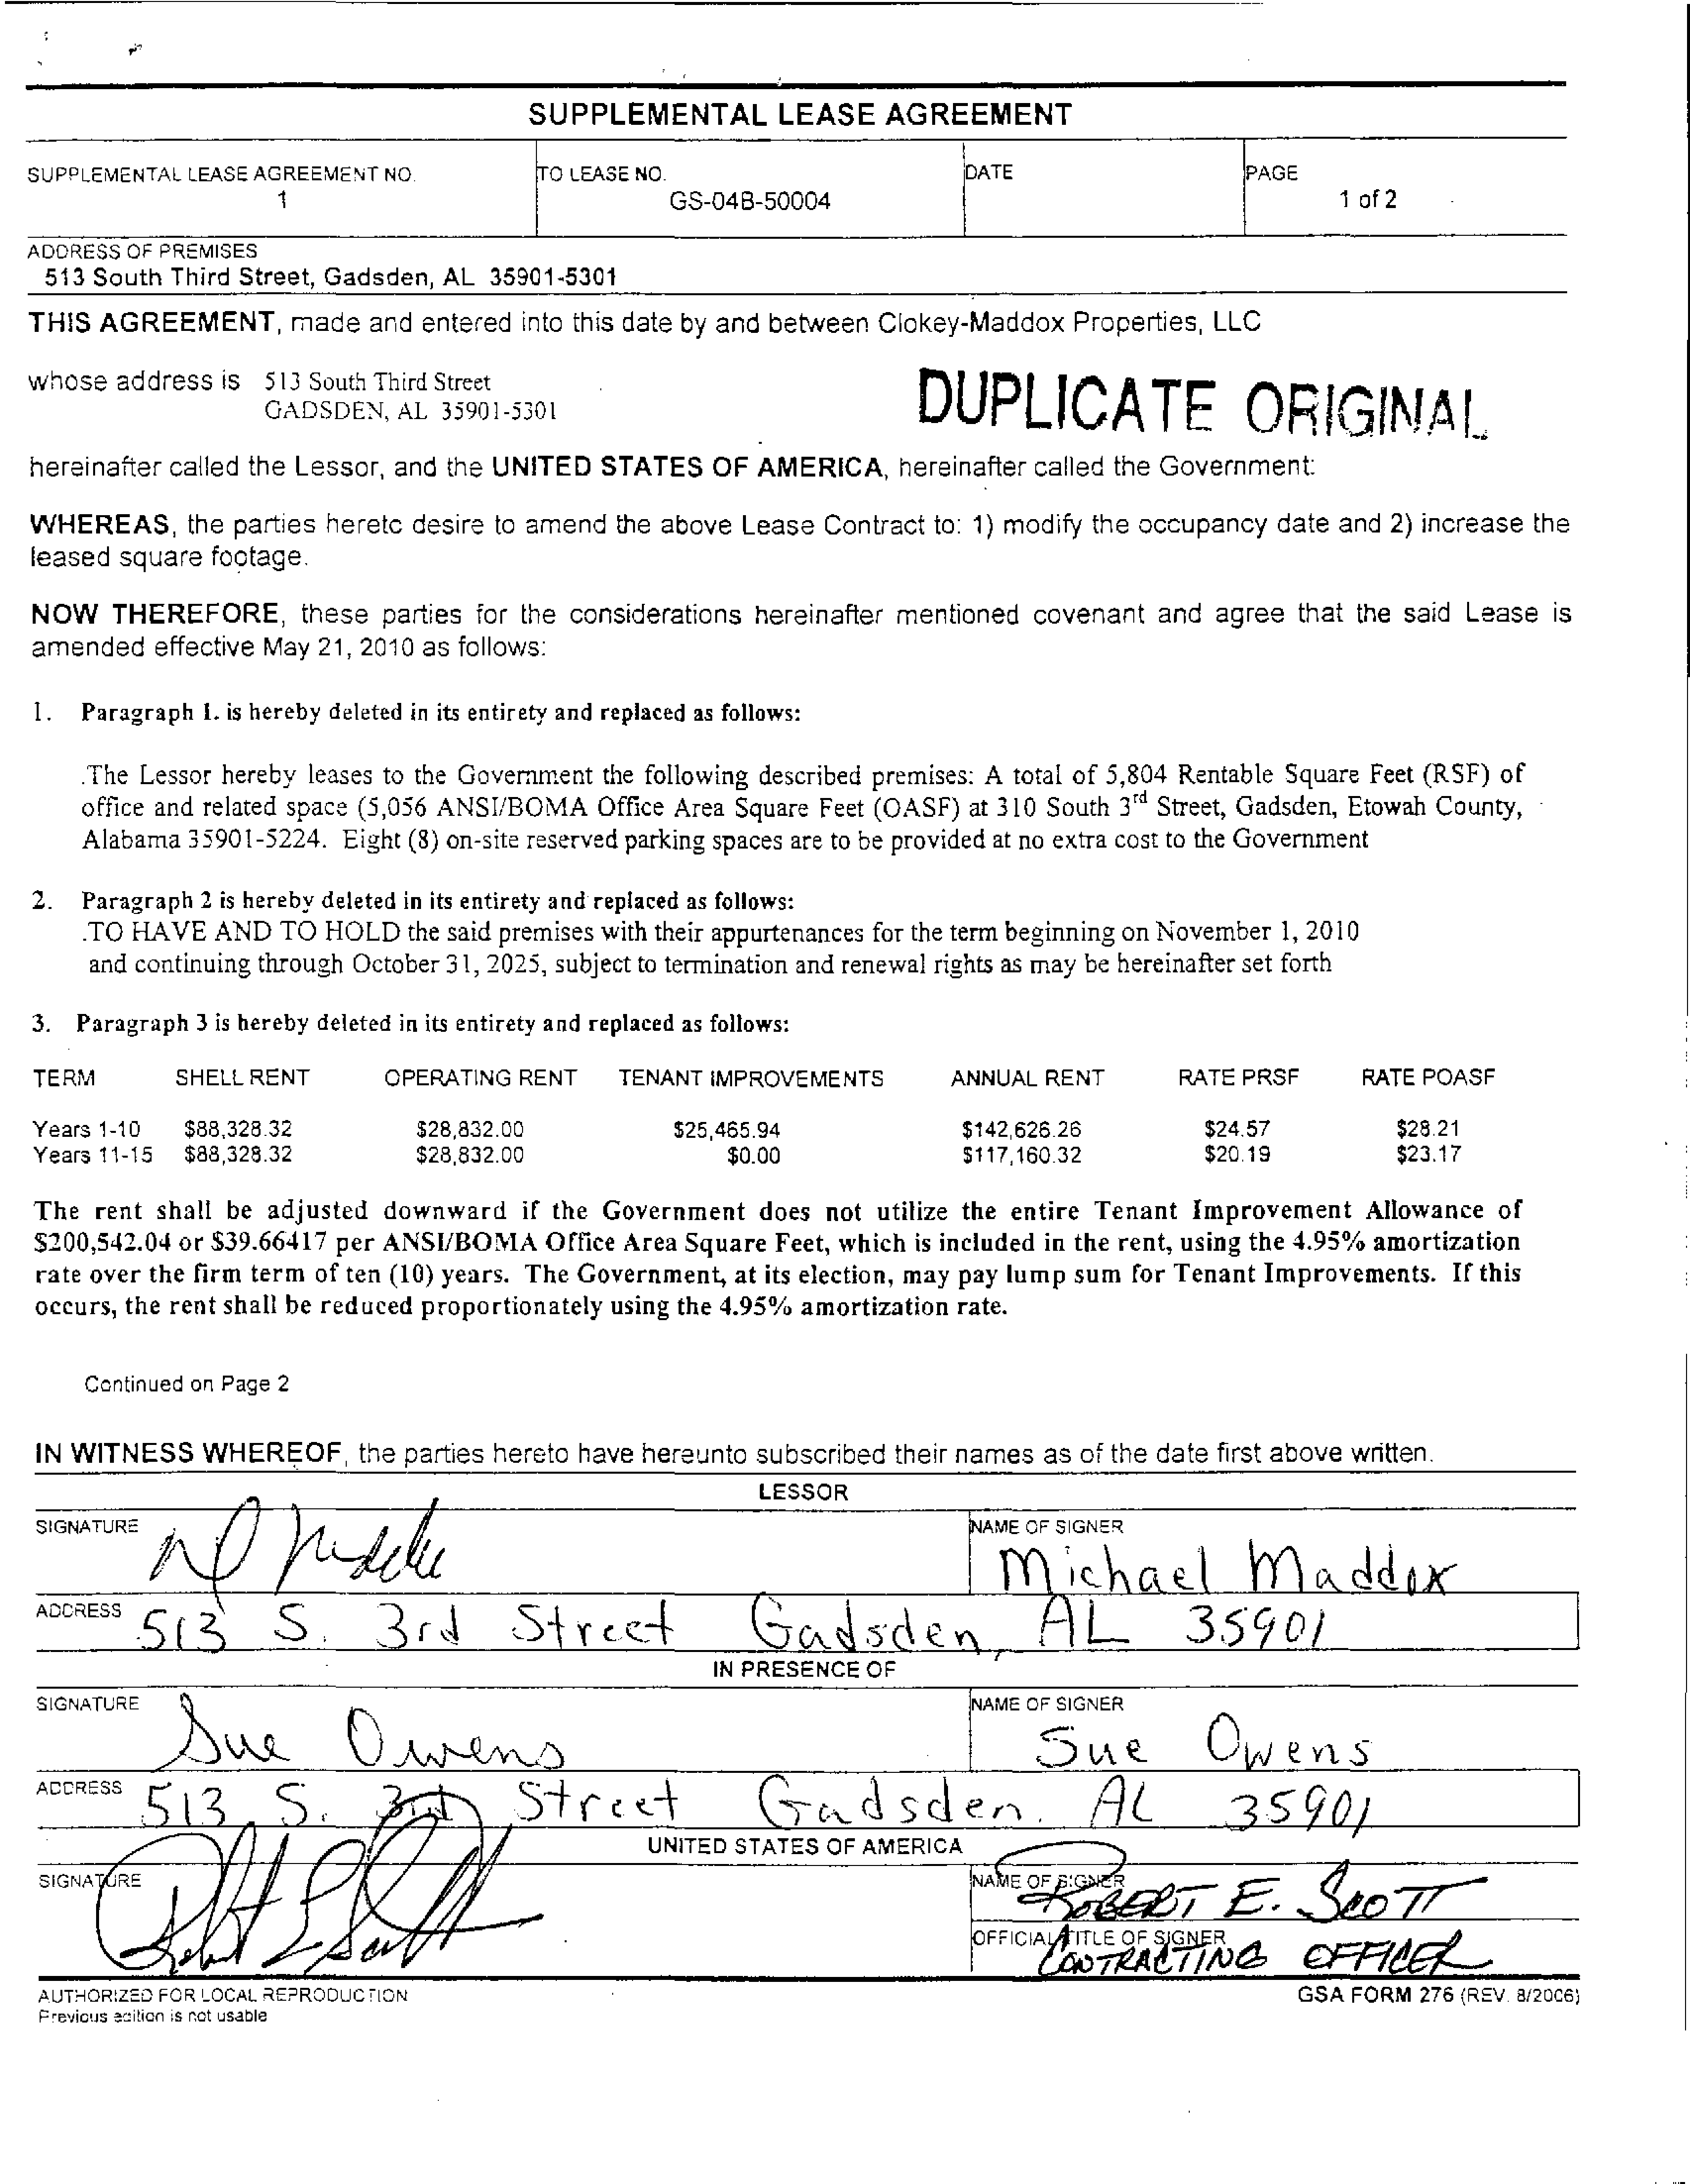 SUPPLEMENTAL LEASE AGREEMENT
SUPPLEMENTAL LEASE AGREEMENT NO.
1
TO LEASE NO.
GS-04B-50004
DATE
PAGE
1 of 2
ADDRESS OF PREMISES
513 South Third Street, Gadsden, AL 35901-5301
THIS AGREEMENT, made and entered into this date by and between Clokey-Maddox Properties, LLC
whose address is 513 South Third Street
GADSDEN, AL 35901-5301
DUPLICATE ORIGINAL
hereinafter called the Lessor, and the UNITED STATES OF AMERICA, hereinafter called the Government:
WHEREAS, the parties hereto desire to amend the above Lease Contract to: 1) modify the occupancy date and 2) increase the
leased square footage.
NOW THEREFORE, these parties for the considerations hereinafter mentioned covenant and agree that the said Lease is
amended effective May 21, 2010 as follows:
1. Paragraph 1. is hereby deleted in its entirety and replaced as follows:
.The Lessor hereby leases to the Government the following described premises: A total of 5,804 Rentable Square Feet (RSF) of
office and related space (5,056 ANSI/BOMA Office Area Square Feet (OASF) at 310 South 3rd Street, Gadsden, Etowah County,
Alabama 35901-5224. Eight (8) on-site reserved parking spaces are to be provided at no extra cost to the Government
2. Paragraph 2 is hereby deleted in its entirety and replaced as follows:
.TO HAVE AND TO HOLD the said premises with their appurtenances for the term beginning on November 1, 2010
and continuing through October 31, 2025, subject to termination and renewal rights as may be hereinafter set forth
3. Paragraph 3 is hereby deleted in its entirety and replaced as follows:
TERM SHELL RENT OPERATING RENT TENANT IMPROVEMENTS ANNUAL RENT RATE PRSF RATE POASF
Years 1-10 $88,328.32 $28,832.00 $25,465.94 $142,626.26 $24.57 $28.21
Years 11-15 $88,328.32 $28,832.00 $0.00 $117,160.32 $20.19 $23.17
The rent shall be adjusted downward if the Government does not utilize the entire Tenant Improvement Allowance of
$200,542.04 or $39.66417 per ANSI/BOMA Office Area Square Feet, which is included in the rent, using the 4.95% amortization
rate over the firm term of ten (10) years. The Government, at its election, may pay lump sum for Tenant Improvements. If this
occurs, the rent shall be reduced proportionately using the 4.95% amortization rate.
Continued on Page 2
IN WITNESS WHEREOF, the parties hereto have hereunto subscribed their names as of the date first above written.
LESSOR
SIGNATURE
NAME OF SIGNER
Michael Maddox
ADDRESS 513 S. 3rd Street Gadsden, AL 35901
IN PRESENCE OF
SIGNATURE Sue Owens
NAME OF SIGNER
Sue Owens
ADDRESS 513 S. 3rd Street Gadsden, AL 35901
UNITED STATES OF AMERICA
SIGNATURE Robert E Scott
NAME OF SIGNER
ROBERT E. SCOTT
OFFICIAL TITLE OF SIGNER
CONTRACTING OFFICER
AUTHORIZED FOR LOCAL REPRODUCTION
Previous edition is not usable
GSA FORM 276 (REV. 8/2006)